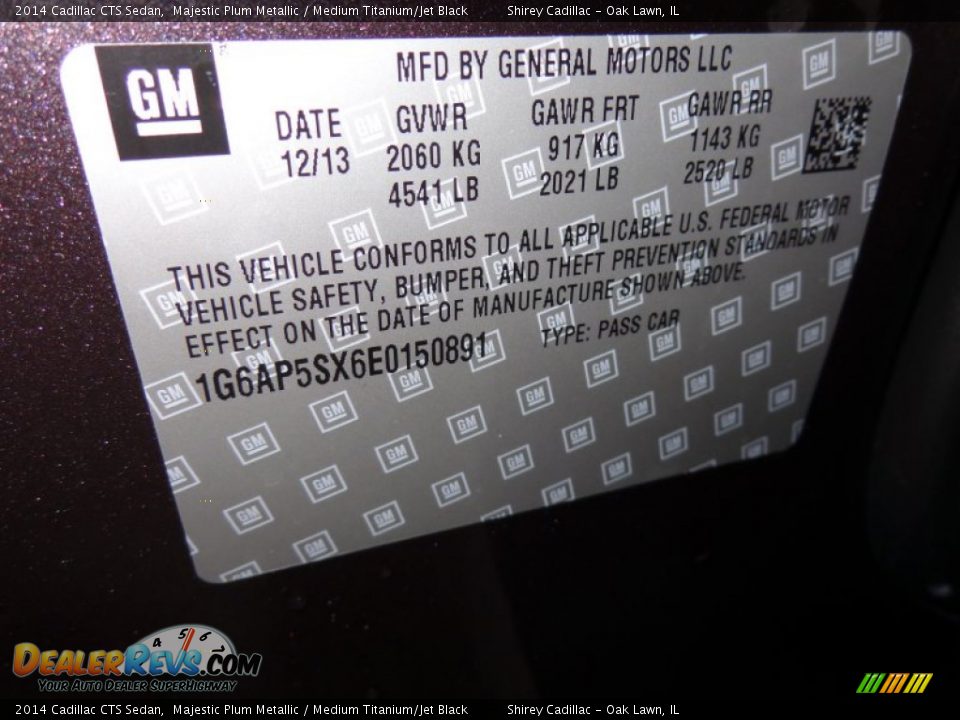 2014 Cadillac CTS Sedan, Majestic Plum Metallic / Medium Titanium/Jet Black Shirey Cadillac - Oak Lawn, IL
GM
MFD BY GENERAL MOTORS LLC
DATE GVWR GAWR FRT GAWR RR
12/13 2060 KG 917 KG 1143 KG
4541 LB 2021 LB 2520 LB
THIS VEHICLE CONFORMS TO ALL APPLICABLE U.S. FEDERAL MOTOR
VEHICLE SAFETY, BUMPER, AND THEFT PREVENTION STANDARDS IN
EFFECT ON THE DATE OF MANUFACTURE SHOWN ABOVE.
1G6AP5SX6E0150891 TYPE: PASS CAR
4 5 6
DEALERREVS.COM
Your Auto Dealer SuperHighway
2014 Cadillac CTS Sedan, Majestic Plum Metallic / Medium Titanium/Jet Black Shirey Cadillac - Oak Lawn, IL